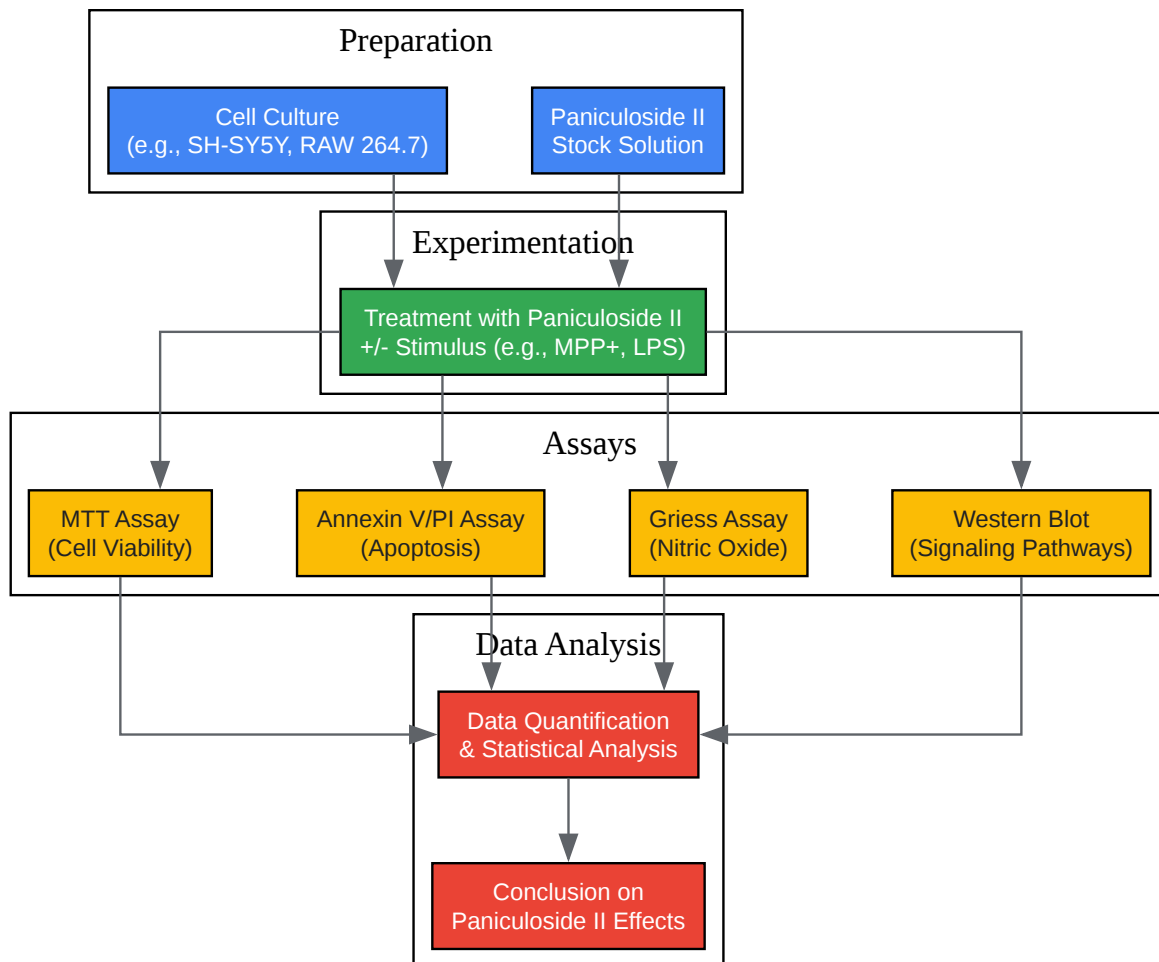 Preparation
Cell Culture
(e.g., SH-SY5Y, RAW 264.7)
Paniculoside II
Stock Solution
Experimentation
Treatment with Paniculoside II
+/- Stimulus (e.g., MPP+, LPS)
Assays
MTT Assay
(Cell Viability)
Annexin V/PI Assay
(Apoptosis)
Griess Assay
(Nitric Oxide)
Western Blot
(Signaling Pathways)
Data Analysis
Data Quantification
& Statistical Analysis
Conclusion on
Paniculoside II Effects